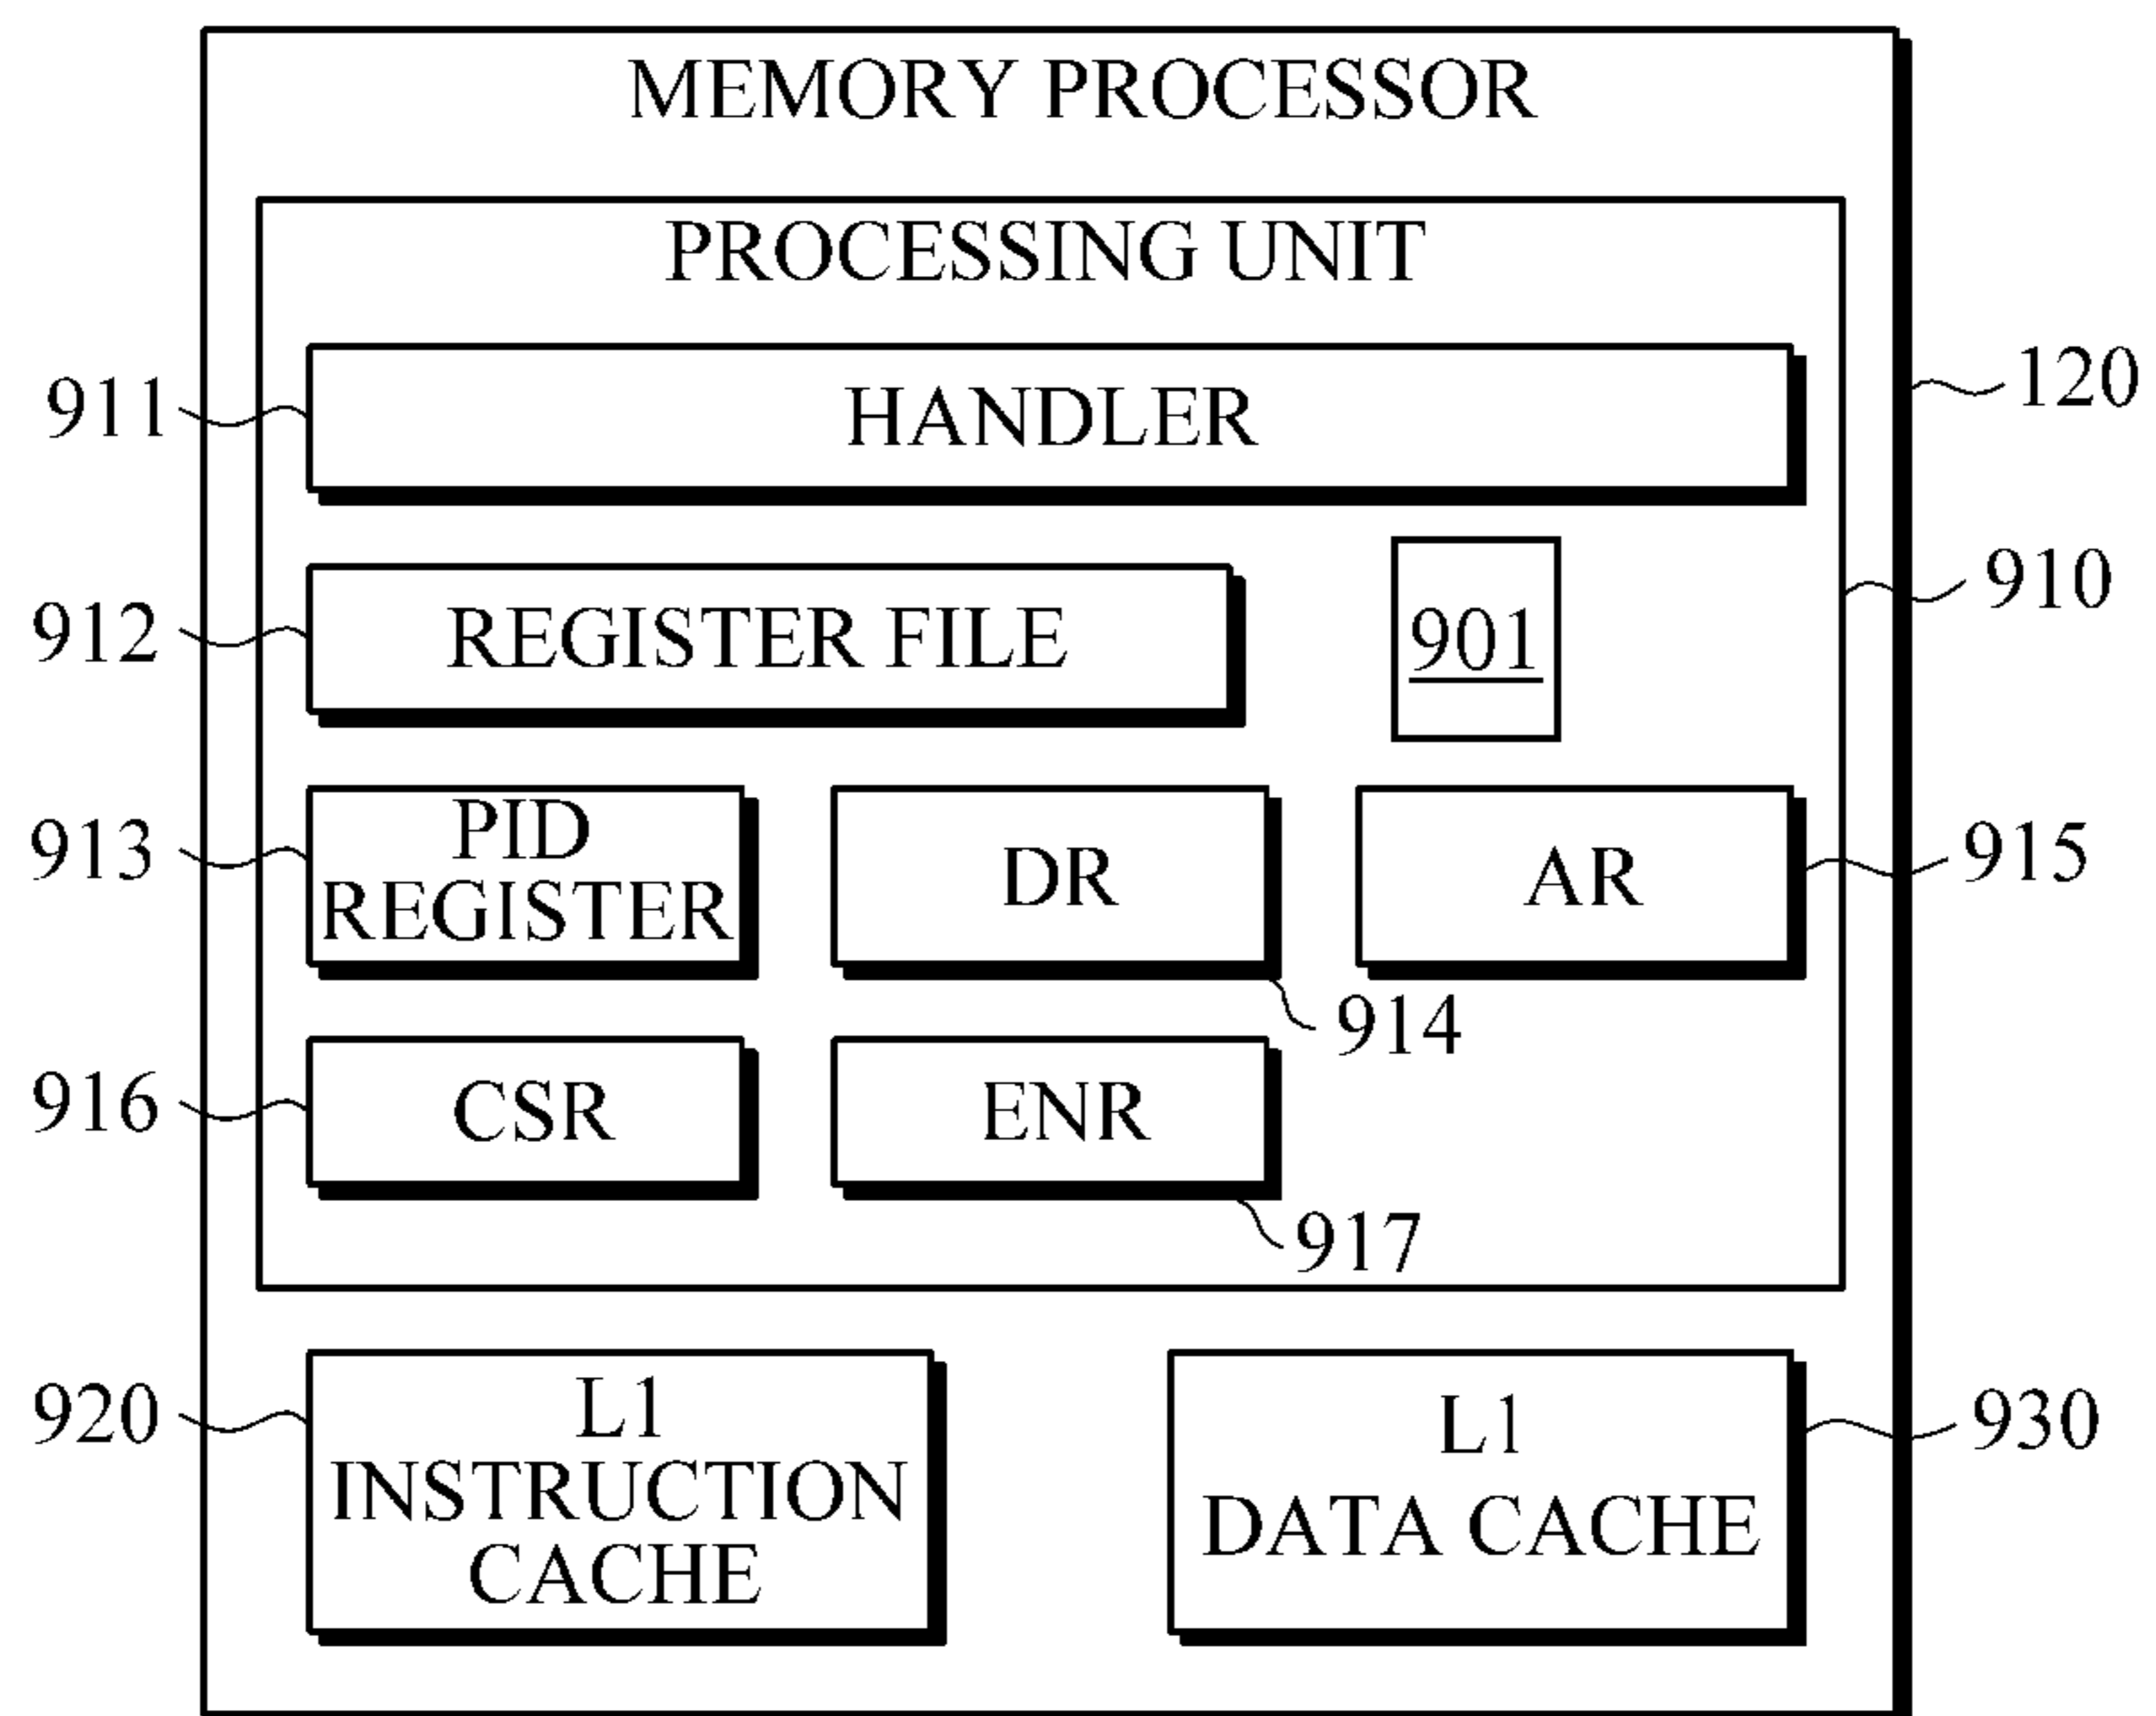 MEMORY PROCESSOR
PROCESSING UNIT
911
HANDLER
120
912
REGISTER FILE
901
910
913
PID
REGISTER
DR
AR
915
914
916
CSR
ENR
917
920
L1
INSTRUCTION
CACHE
L1
DATA CACHE
930